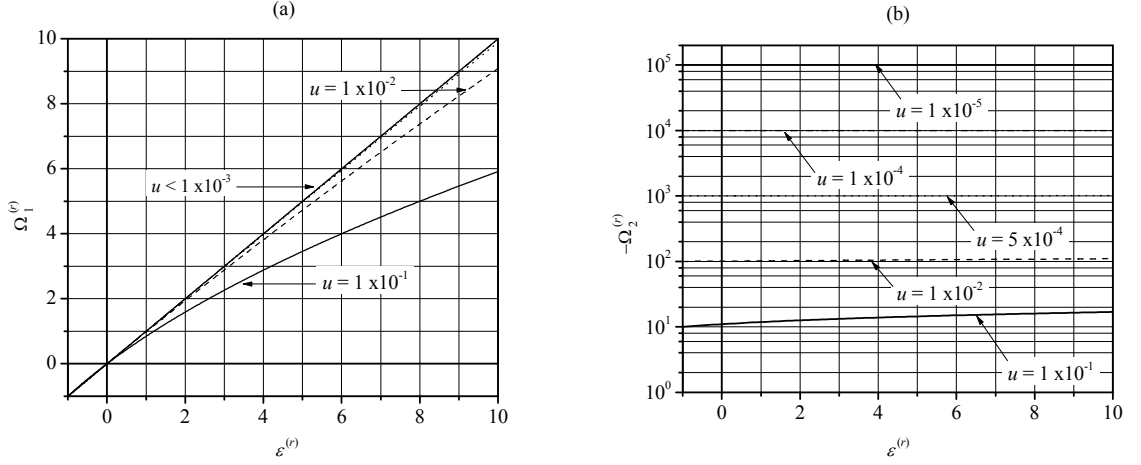 (a)
10
8
6
4
2
0
Ω₁⁽ʳ⁾
u = 1 x10⁻²
u < 1 x10⁻³
u = 1 x10⁻¹
0 2 4 6 8 10
ε⁽ʳ⁾
(b)
10⁵
10⁴
10³
10²
10¹
10⁰
−Ω₂⁽ʳ⁾
u = 1 x10⁻⁵
u = 1 x10⁻⁴
u = 5 x10⁻⁴
u = 1 x10⁻²
u = 1 x10⁻¹
0 2 4 6 8 10
ε⁽ʳ⁾